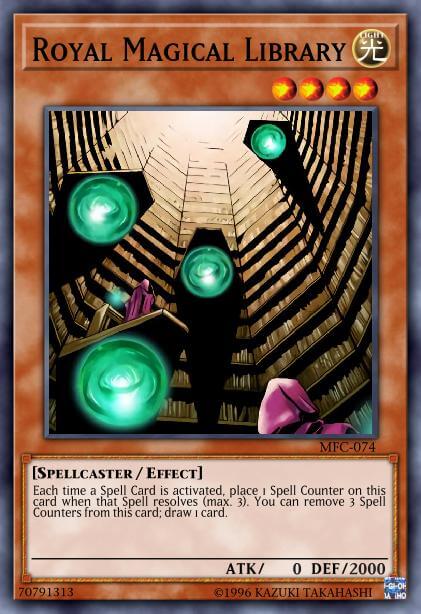 Royal Magical Library
LIGHT
光
MFC-074
[Spellcaster / Effect]
Each time a Spell Card is activated, place 1 Spell Counter on this
card when that Spell resolves (max. 3). You can remove 3 Spell
Counters from this card; draw 1 card.
ATK/ 0 DEF/2000
70791313
©1996 KAZUKI TAKAHASHI